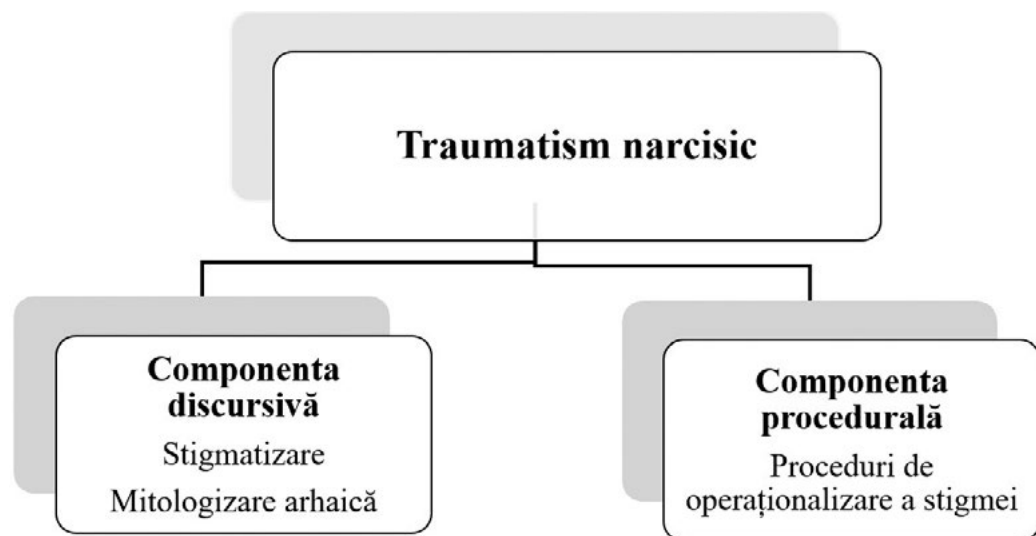 Traumatism narcisic
Componenta
discursivă
Stigmatizare
Mitologizare arhaică
Componenta
procedurală
Proceduri de
operaționalizare a stigmei